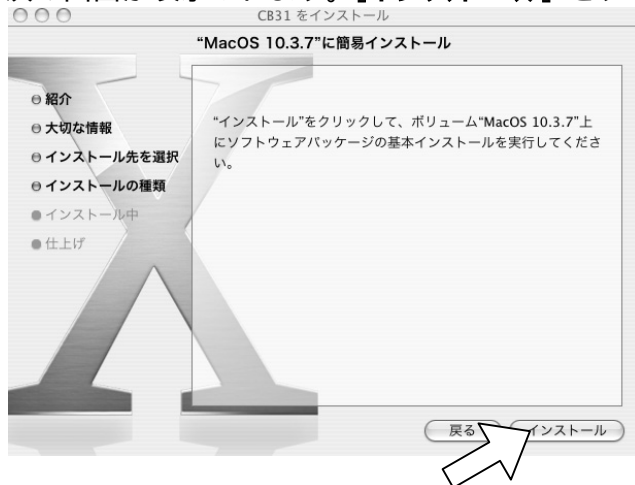 CB31 をインストール
“MacOS 10.3.7”に簡易インストール
紹介
大切な情報
インストール先を選択
インストールの種類
インストール中
仕上げ
“インストール”をクリックして、ボリューム“MacOS 10.3.7”上
にソフトウェアパッケージの基本インストールを実行してくださ
い。
戻る
インストール